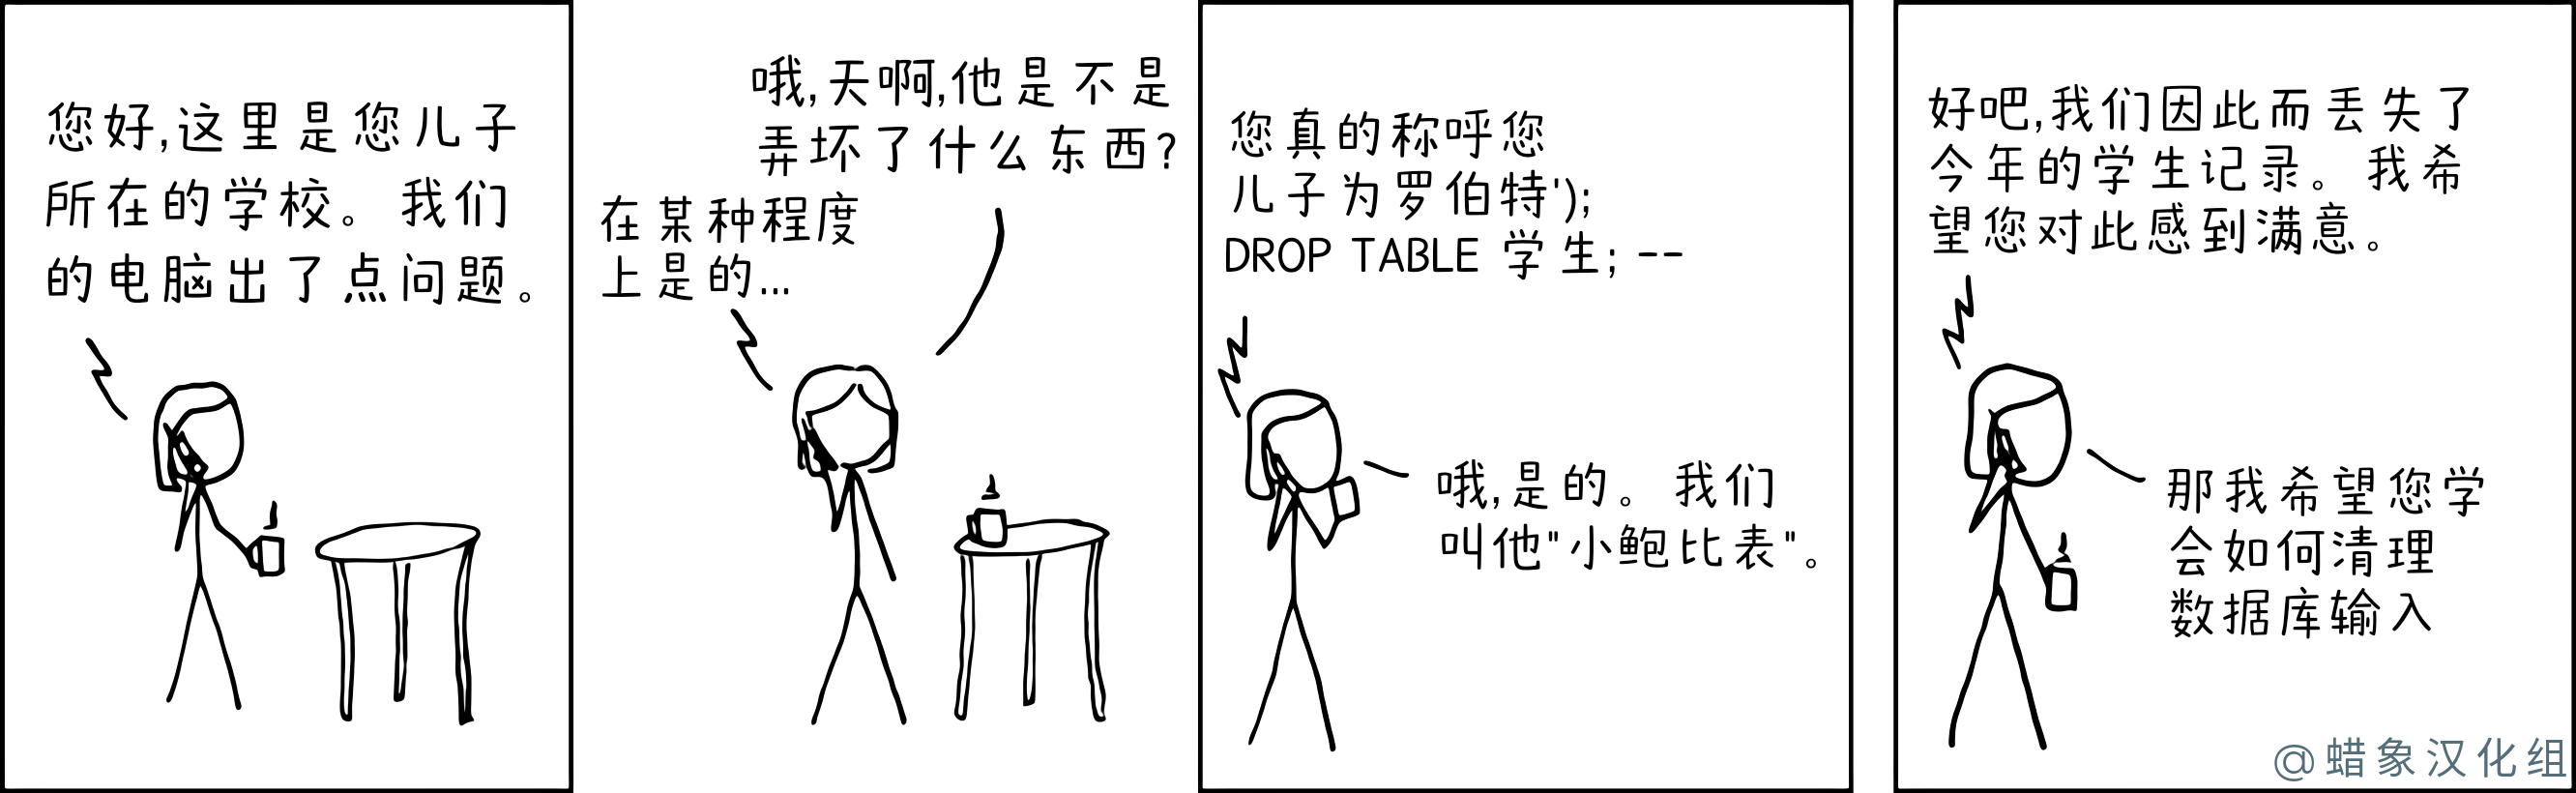 您好,这里是您儿子
所在的学校。我们
的电脑出了点问题。
哦,天啊,他是不是
弄坏了什么东西?
在某种程度
上是的...
您真的称呼您
儿子为罗伯特');
DROP TABLE 学生; --
哦,是的。我们
叫他"小鲍比表"。
好吧,我们因此而丢失了
今年的学生记录。我希
望您对此感到满意。
那我希望您学
会如何清理
数据库输入
@蜡象汉化组